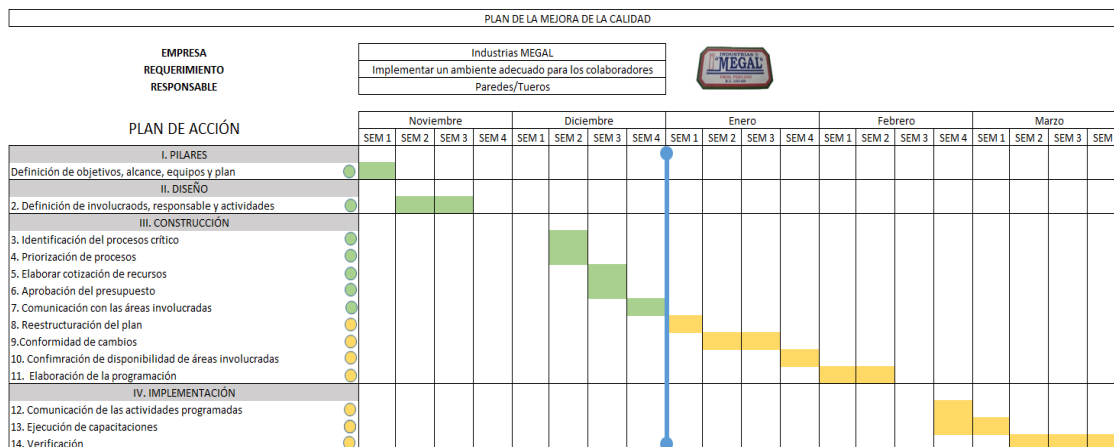 PLAN DE LA MEJORA DE LA CALIDAD
EMPRESA Industrias MEGAL
REQUERIMIENTO Implementar un ambiente adecuado para los colaboradores
RESPONSABLE Paredes/Tueros
INDUSTRIAS
"MEGAL"
PLAN DE ACCIÓN
Noviembre Diciembre Enero Febrero Marzo
SEM 1 SEM 2 SEM 3 SEM 4 SEM 1 SEM 2 SEM 3 SEM 4 SEM 1 SEM 2 SEM 3 SEM 4 SEM 1 SEM 2 SEM 3 SEM 4 SEM 1 SEM 2 SEM 3 SEM
I. PILARES
Definición de objetivos, alcance, equipos y plan
II. DISEÑO
2. Definición de involucraods, responsable y actividades
III. CONSTRUCCIÓN
3. Identificación del procesos crítico
4. Priorización de procesos
5. Elaborar cotización de recursos
6. Aprobación del presupuesto
7. Comunicación con las áreas involucradas
8. Reestructuración del plan
9.Conformidad de cambios
10. Confimración de disponibilidad de áreas involucradas
11. Elaboración de la programación
IV. IMPLEMENTACIÓN
12. Comunicación de las actividades programadas
13. Ejecución de capacitaciones
14. Verificación